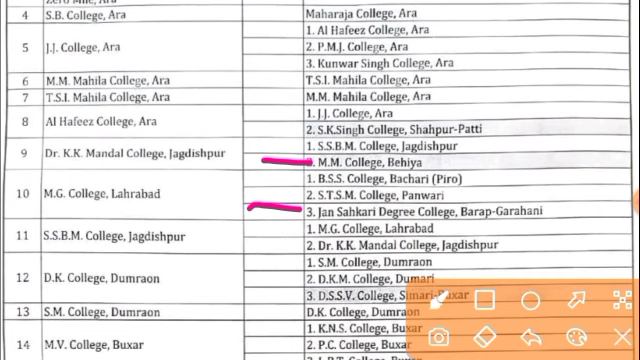 Zero Mile, Ara
4 S.B. College, Ara Maharaja College, Ara
5 J.J. College, Ara
1. Al Hafeez College, Ara
2. P.M.J. College, Ara
3. Kunwar Singh College, Ara
6 M.M. Mahila College, Ara T.S.I. Mahila College, Ara
7 T.S.I. Mahila College, Ara M.M. Mahila College, Ara
8 Al Hafeez College, Ara
1. J.J. College, Ara
2. S.K.Singh College, Shahpur-Patti
9 Dr. K.K. Mandal College, Jagdishpur
1. S.S.B.M. College, Jagdishpur
M.M. College, Behiya
10 M.G. College, Lahrabad
1. B.S.S. College, Bachari (Piro)
2. S.T.S.M. College, Panwari
3. Jan Sahkari Degree College, Barap-Garahani
11 S.S.B.M. College, Jagdishpur
1. M.G. College, Lahrabad
2. Dr. K.K. Mandal College, Jagdishpur
12 D.K. College, Dumraon
1. S.M. College, Dumraon
2. D.K.M. College, Dumari
3. D.S.S.V. College, Simari-Buxar
13 S.M. College, Dumraon D.K. College, Dumraon
14 M.V. College, Buxar
1. K.N.S. College, Buxar
2. P.C. College, Buxar